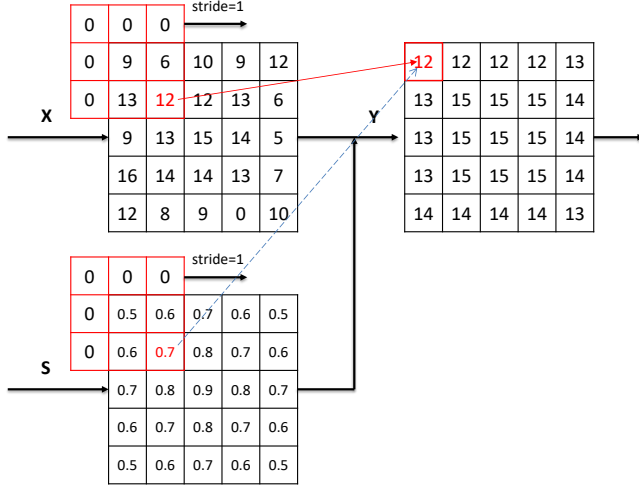 stride=1
0 0 0
0 9 6 10 9 12 12 12 12 12 13
0 13 12 12 13 6 13 15 15 15 14
X Y
9 13 15 14 5 13 15 15 15 14
16 14 14 13 7 13 15 15 15 14
12 8 9 0 10 14 14 14 14 13
stride=1
0 0 0
0 0.5 0.6 0.7 0.6 0.5
0 0.6 0.7 0.8 0.7 0.6
S
0.7 0.8 0.9 0.8 0.7
0.6 0.7 0.8 0.7 0.6
0.5 0.6 0.7 0.6 0.5